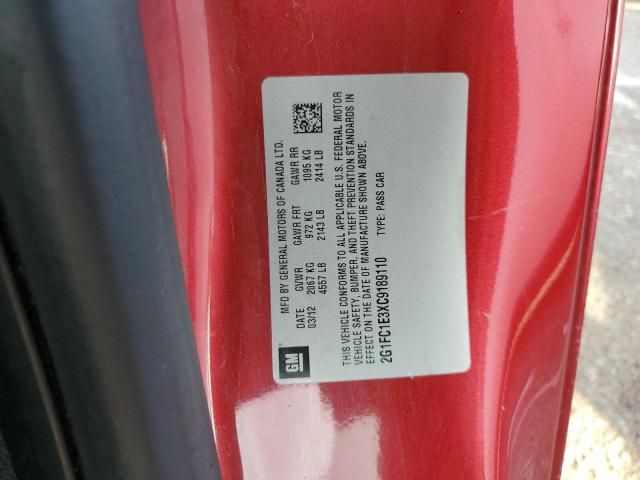 GM
MFD BY GENERAL MOTORS OF CANADA LTD.
DATE GVWR GAWR FRT GAWR RR
03/12 2067 KG 972 KG 1095 KG
4557 LB 2143 LB 2414 LB
THIS VEHICLE CONFORMS TO ALL APPLICABLE U.S. FEDERAL MOTOR
VEHICLE SAFETY, BUMPER, AND THEFT PREVENTION STANDARDS IN
EFFECT ON THE DATE OF MANUFACTURE SHOWN ABOVE.
2G1FC1E3XC9189110 TYPE: PASS CAR